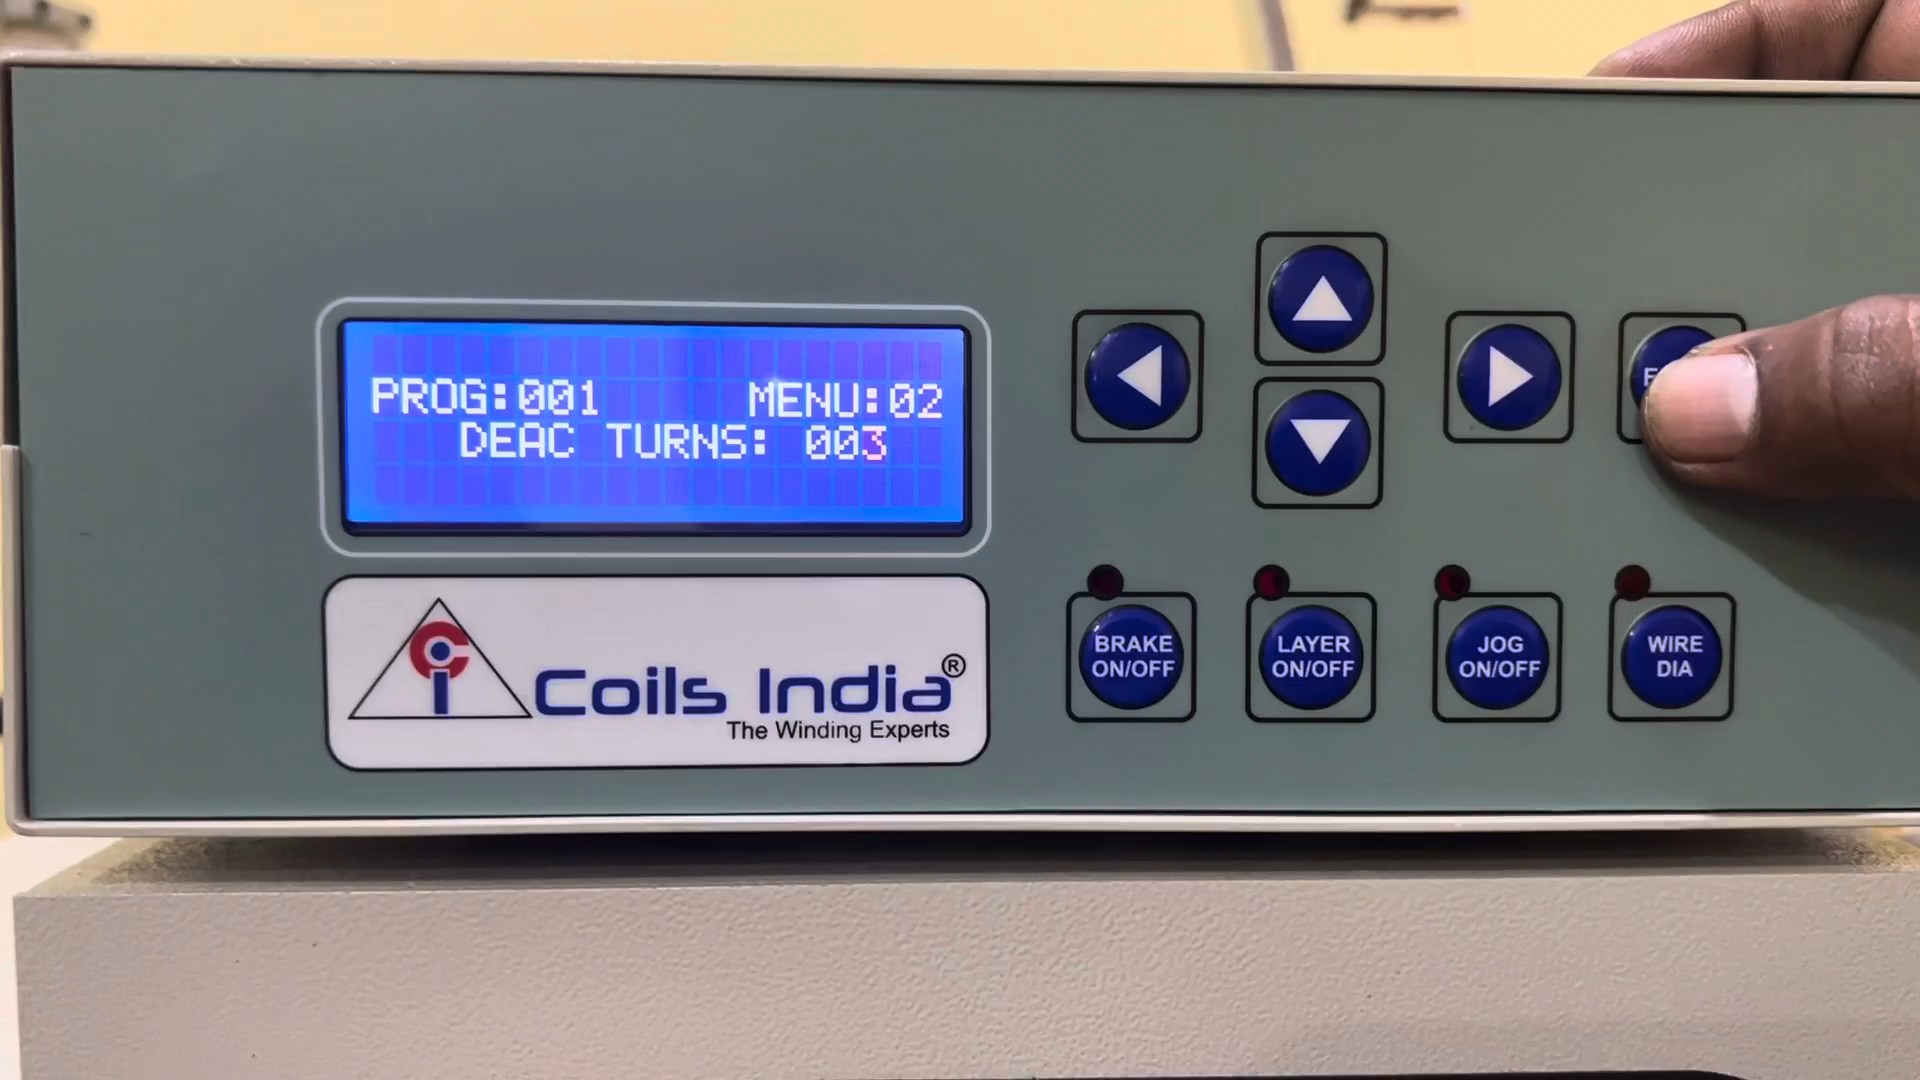 PROG:001 MENU:02
DEAC TURNS: 003
Coils India®
The Winding Experts
BRAKE
ON/OFF
LAYER
ON/OFF
JOG
ON/OFF
WIRE
DIA